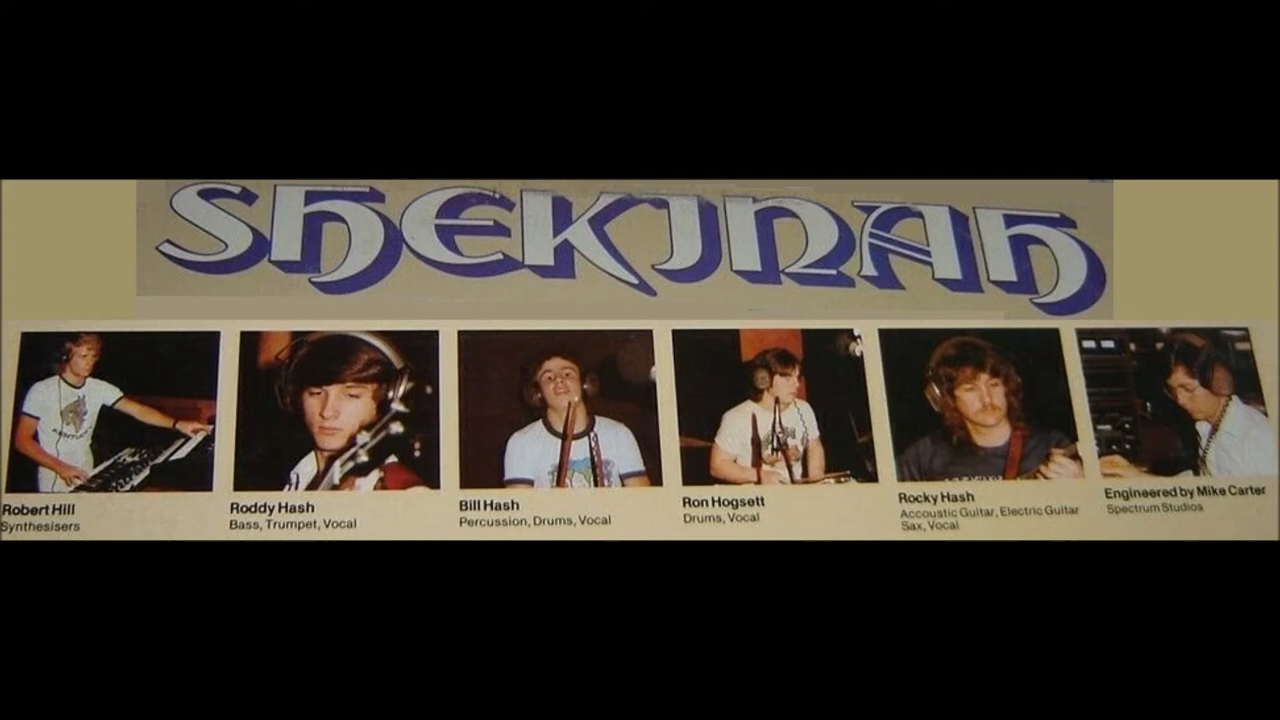 SHEKINAH
Robert Hill
Synthesisers
Roddy Hash
Bass, Trumpet, Vocal
Bill Hash
Percussion, Drums, Vocal
Ron Hogsett
Drums, Vocal
Rocky Hash
Accoustic Guitar, Electric Guitar
Sax, Vocal
Engineered by Mike Carter
Spectrum Studios